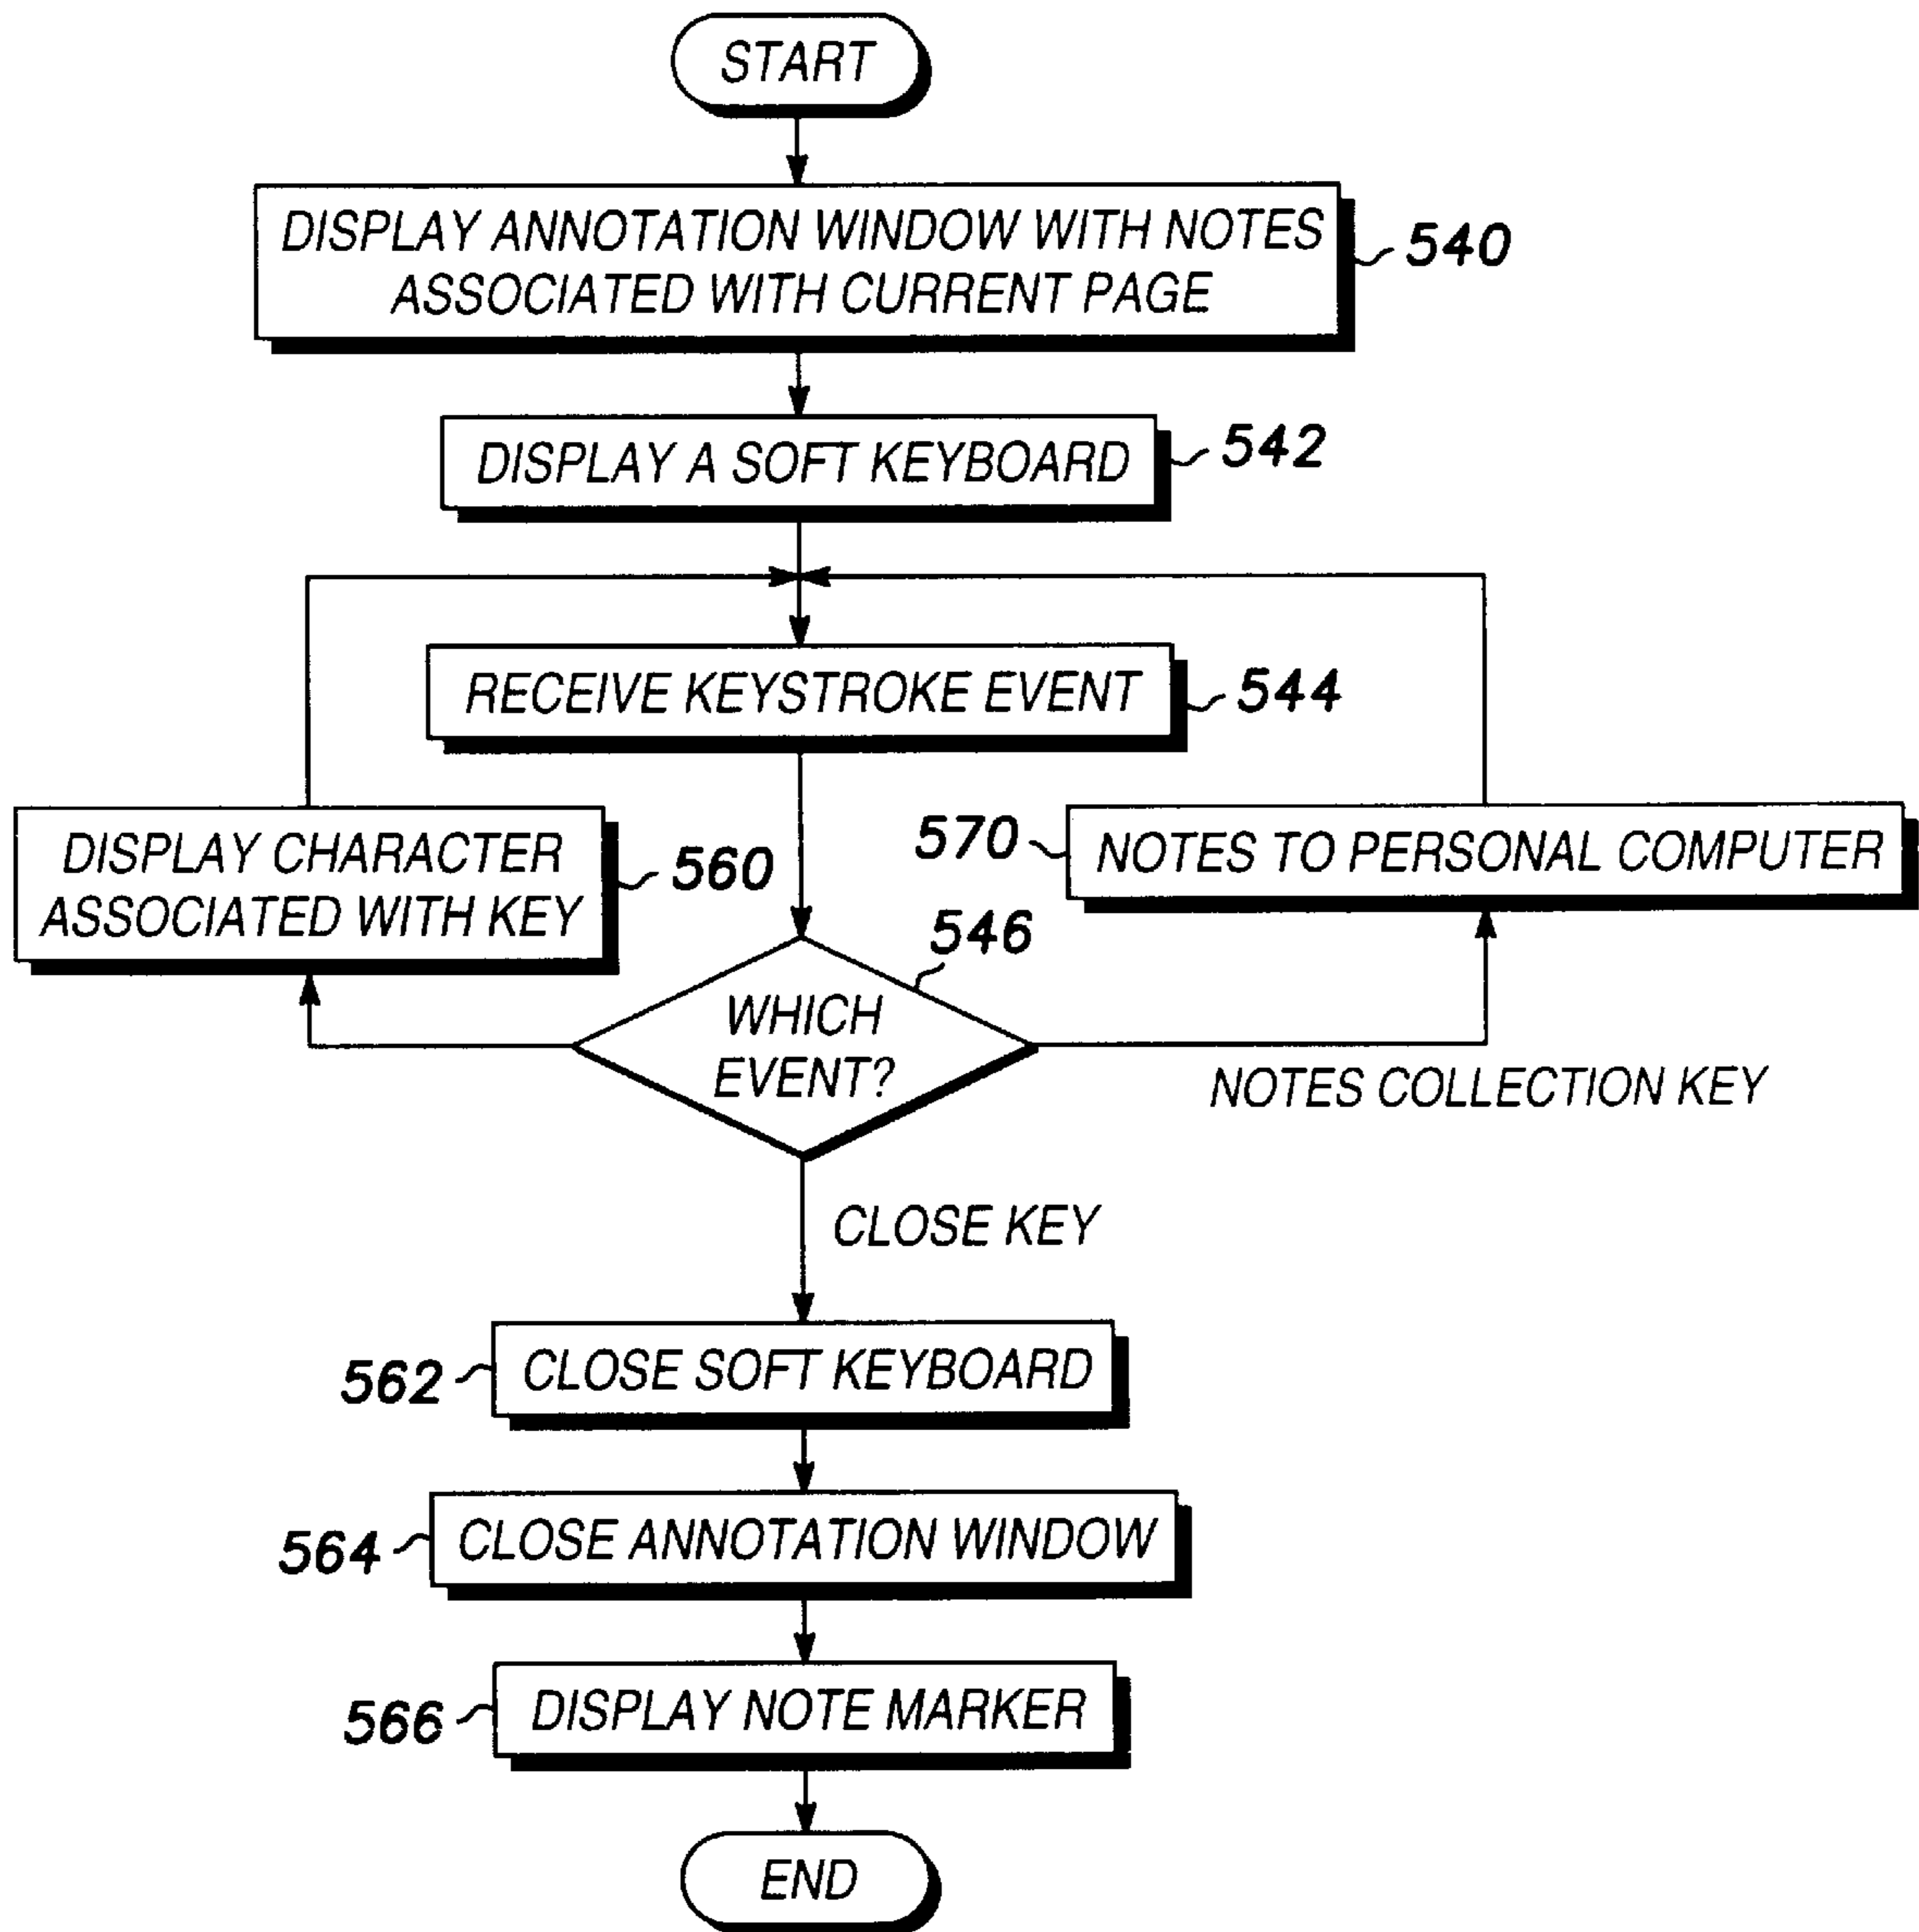 START
DISPLAY ANNOTATION WINDOW WITH NOTES
ASSOCIATED WITH CURRENT PAGE
540
DISPLAY A SOFT KEYBOARD
542
RECEIVE KEYSTROKE EVENT
544
DISPLAY CHARACTER
ASSOCIATED WITH KEY
560
570
NOTES TO PERSONAL COMPUTER
546
WHICH
EVENT?
NOTES COLLECTION KEY
CLOSE KEY
562
CLOSE SOFT KEYBOARD
564
CLOSE ANNOTATION WINDOW
566
DISPLAY NOTE MARKER
END